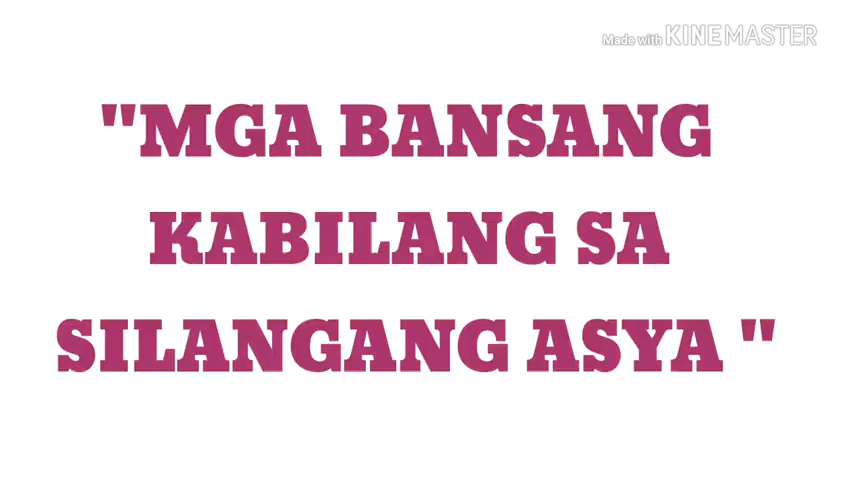 Made with KINEMASTER
"MGA BANSANG
KABILANG SA
SILANGANG ASYA "